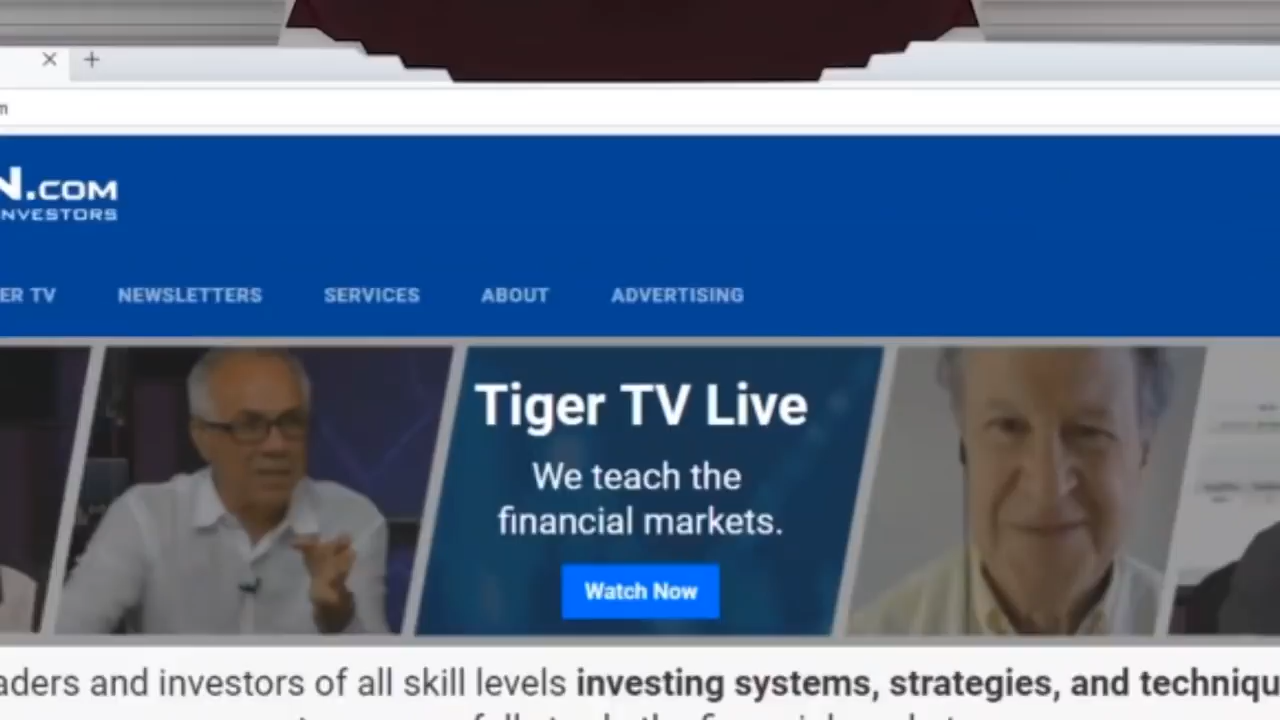 m
N.COM
INVESTORS
ER TV NEWSLETTERS SERVICES ABOUT ADVERTISING
Tiger TV Live
We teach the
financial markets.
Watch Now
aders and investors of all skill levels investing systems, strategies, and techniqu